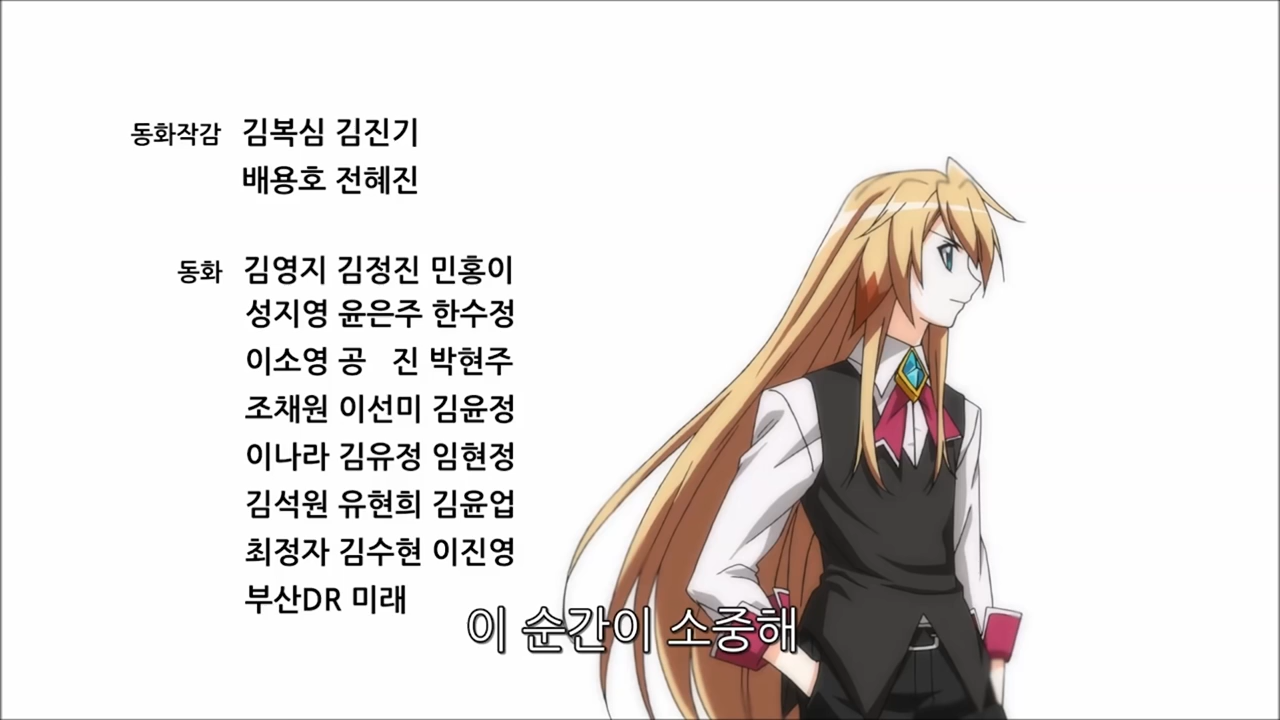 동화작감 김복심 김진기
배용호 전혜진
동화 김영지 김정진 민홍이
성지영 윤은주 한수정
이소영 공 진 박현주
조채원 이선미 김윤정
이나라 김유정 임현정
김석원 유현희 김윤업
최정자 김수현 이진영
부산DR 미래
이 순간이 소중해